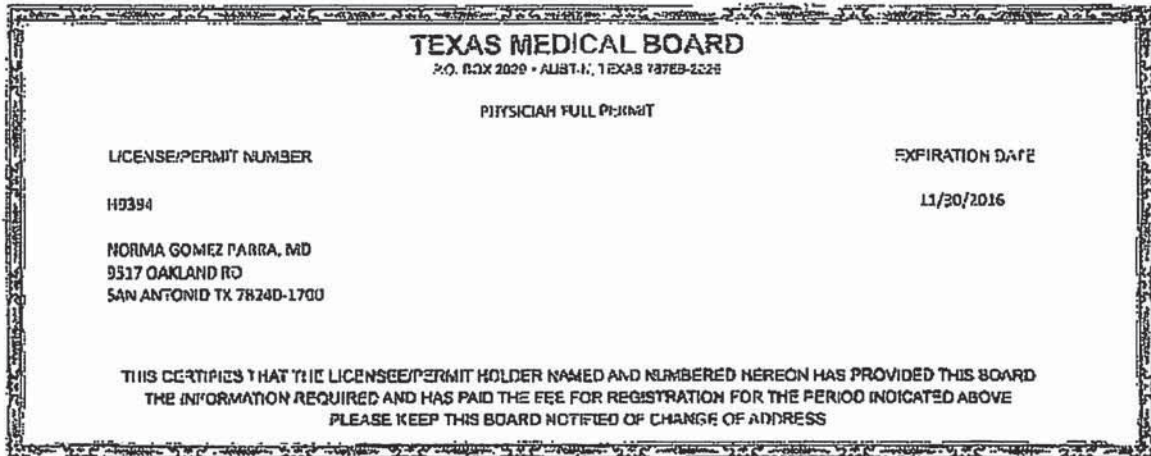 TEXAS MEDICAL BOARD
P.O. BOX 2029 • AUSTIN, TEXAS 78768-2029
PHYSICIAN FULL PERMIT
LICENSE/PERMIT NUMBER
EXPIRATION DATE
H9394
11/30/2016
NORMA GOMEZ PARRA, MD
9517 OAKLAND RD
SAN ANTONIO TX 78240-1700
THIS CERTIFIES THAT THE LICENSEE/PERMIT HOLDER NAMED AND NUMBERED HEREON HAS PROVIDED THIS BOARD
THE INFORMATION REQUIRED AND HAS PAID THE FEE FOR REGISTRATION FOR THE PERIOD INDICATED ABOVE
PLEASE KEEP THIS BOARD NOTIFIED OF CHANGE OF ADDRESS